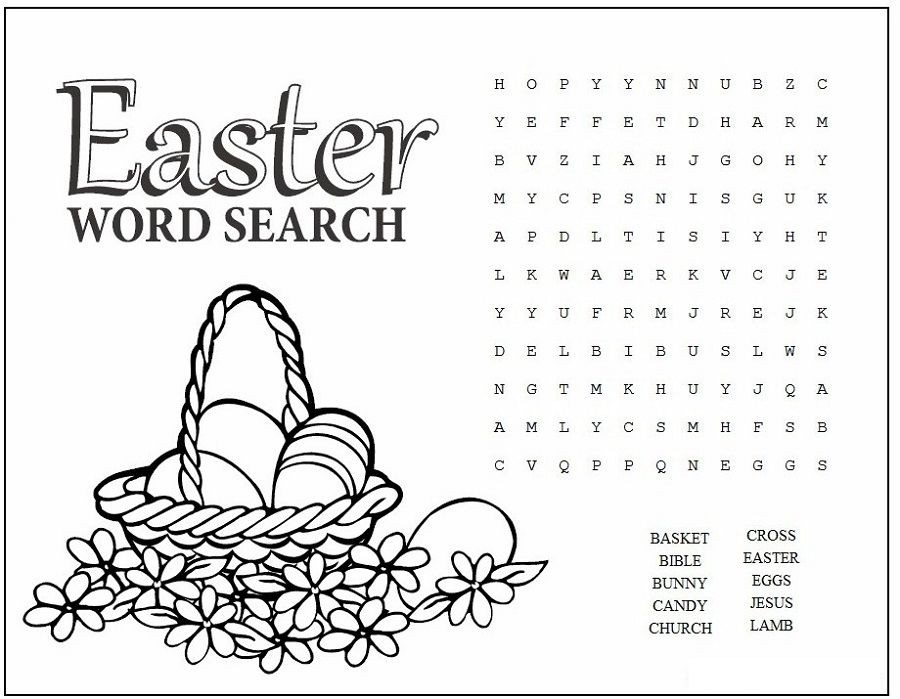 Easter
WORD SEARCH
H O P Y Y N N U B Z C
Y E F F E T D H A R M
B V Z I A H J G O H Y
M Y C P S N I S G U K
A P D L T I S I Y H T
L K W A E R K V C J E
Y Y U F R M J R E J K
D E L B I B U S L W S
N G T M K H U Y J Q A
A M L Y C S M H F S B
C V Q P P Q N E G G S
BASKET CROSS
BIBLE EASTER
BUNNY EGGS
CANDY JESUS
CHURCH LAMB